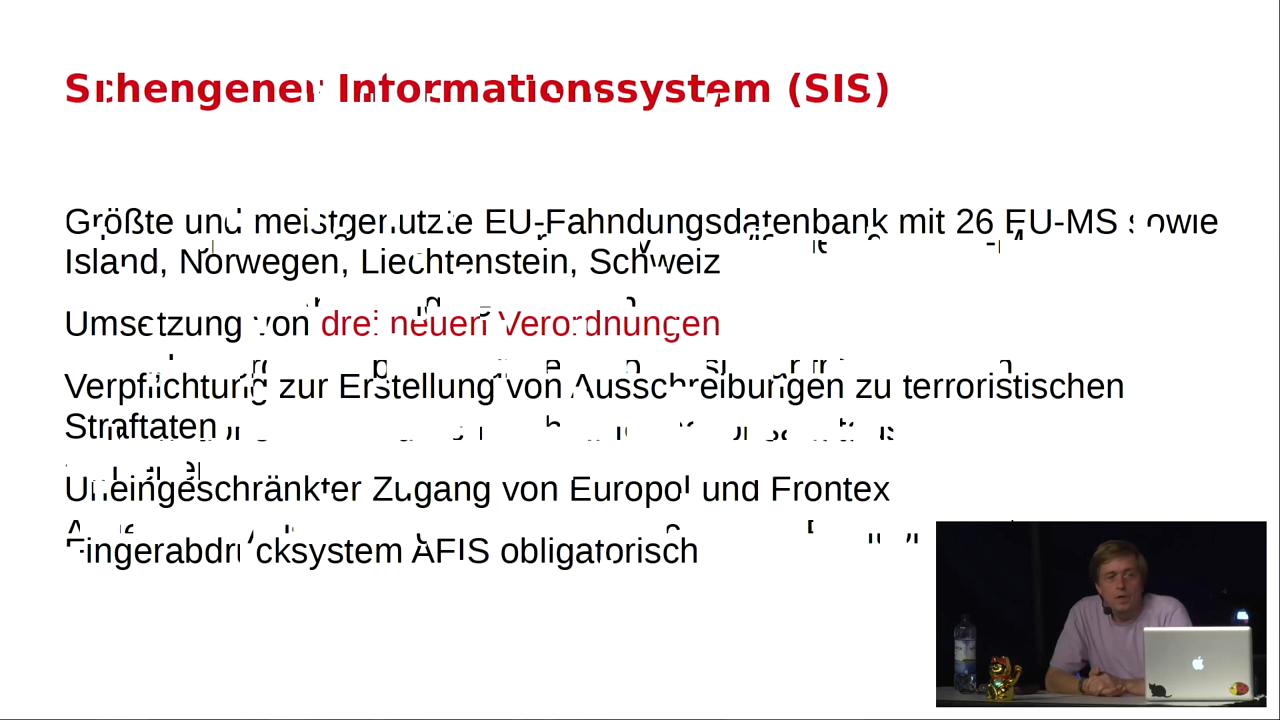 Schengener Informationssystem (SIS)
Größte und meistgenutzte EU-Fahndungsdatenbank mit 26 EU-MS sowie
Island, Norwegen, Liechtenstein, Schweiz
Umsetzung von drei neuen Verordnungen
Verpflichtung zur Erstellung von Ausschreibungen zu terroristischen
Straftaten
Uneingeschränkter Zugang von Europol und Frontex
Fingerabdrucksystem AFIS obligatorisch